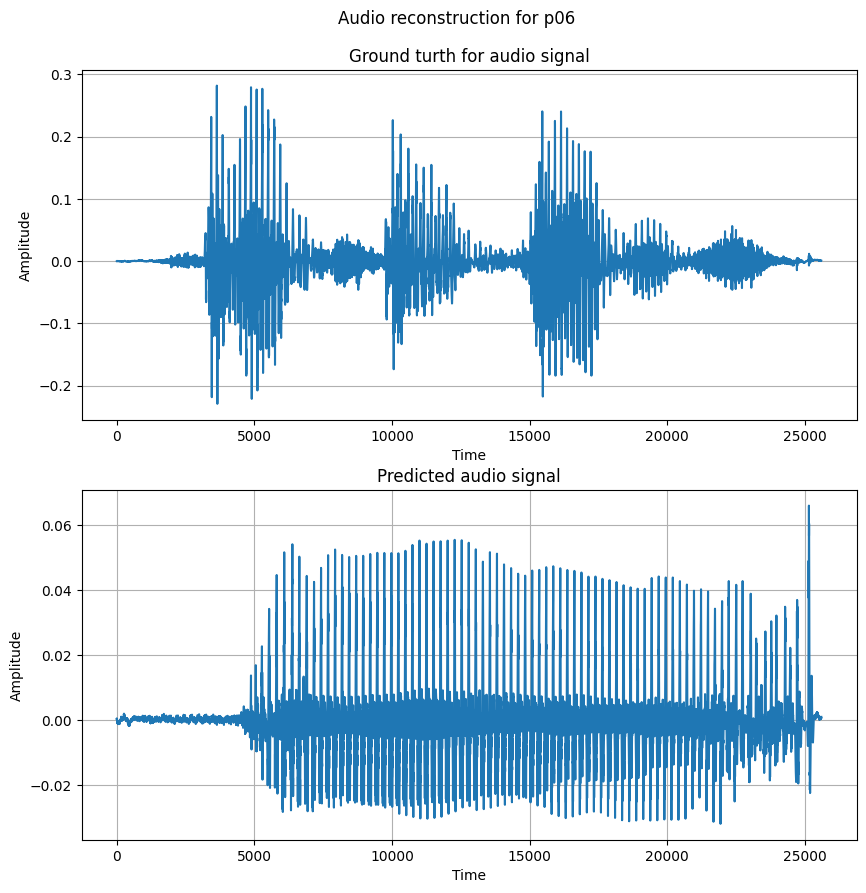 Audio reconstruction for p06
Ground turth for audio signal
0.3
0.2
0.1
0.0
−0.1
−0.2
Amplitude
0 5000 10000 15000 20000 25000
Time
Predicted audio signal
0.06
0.04
0.02
0.00
−0.02
Amplitude
0 5000 10000 15000 20000 25000
Time